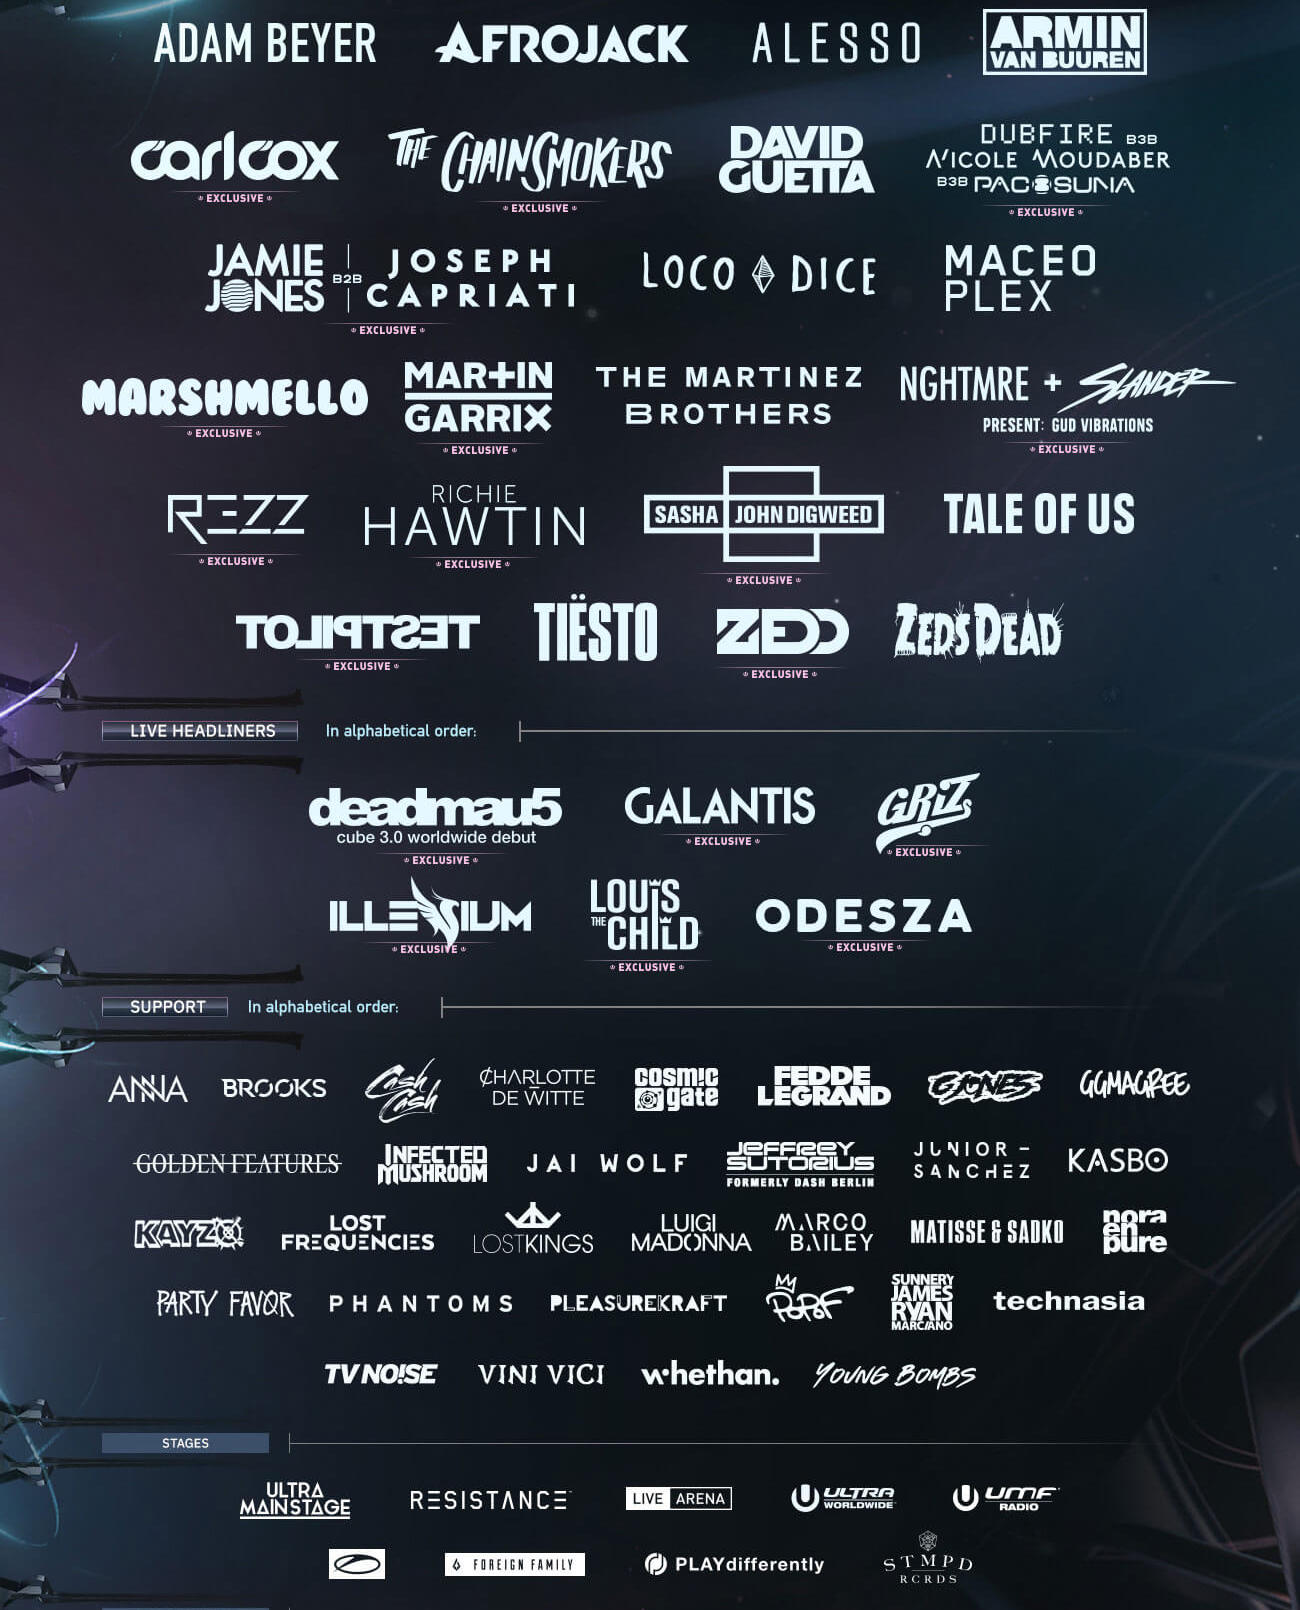 ADAM BEYER AFROJACK ALESSO ARMIN VAN BUUREN
Carl Cox THE CHAINSMOKERS DAVID GUETTA DUBFIRE B3B NICOLE MOUDABER B3B PACO OSUNA
EXCLUSIVE EXCLUSIVE EXCLUSIVE
JAMIE JONES B2B JOSEPH CAPRIATI LOCO DICE MACEO PLEX
EXCLUSIVE
MARSHMELLO MARTIN GARRIX THE MARTINEZ BROTHERS NGHTMRE + SLANDER
PRESENT: GUD VIBRATIONS
EXCLUSIVE EXCLUSIVE EXCLUSIVE
REZZ RICHIE HAWTIN SASHA JOHN DIGWEED TALE OF US
EXCLUSIVE EXCLUSIVE EXCLUSIVE
TESTPILOT TIËSTO ZEDD ZEDS DEAD
EXCLUSIVE EXCLUSIVE
LIVE HEADLINERS In alphabetical order:
deadmau5 GALANTIS GRiZ
cube 3.0 worldwide debut
EXCLUSIVE EXCLUSIVE EXCLUSIVE
ILLENIUM LOUIS THE CHILD ODESZA
EXCLUSIVE EXCLUSIVE EXCLUSIVE
SUPPORT In alphabetical order:
ANNA BROOKS Cash Cash CHARLOTTE DE WITTE COSMIC gate FEDDE LEGRAND GJONES GGMAGREE
GOLDEN FEATURES INFECTED MUSHROOM JAI WOLF JEFFREY SUTORIUS FORMERLY DASH BERLIN JUNIOR SANCHEZ KASBO
KAYZO LOST FREQUENCIES LOST KINGS LUIGI MADONNA MARCO BAILEY MATISSE & SADKO nora en pure
PARTY FAVOR PHANTOMS PLEASUREKRAFT POPOF SUNNERY JAMES RYAN MARCIANO technasia
TV NO!SE VINI VICI whethan. YOUNG BOMBS
STAGES
ULTRA MAINSTAGE RESISTANCE LIVE ARENA ULTRA WORLDWIDE UMF RADIO
FOREIGN FAMILY PLAYdifferently STMPD RCRDS